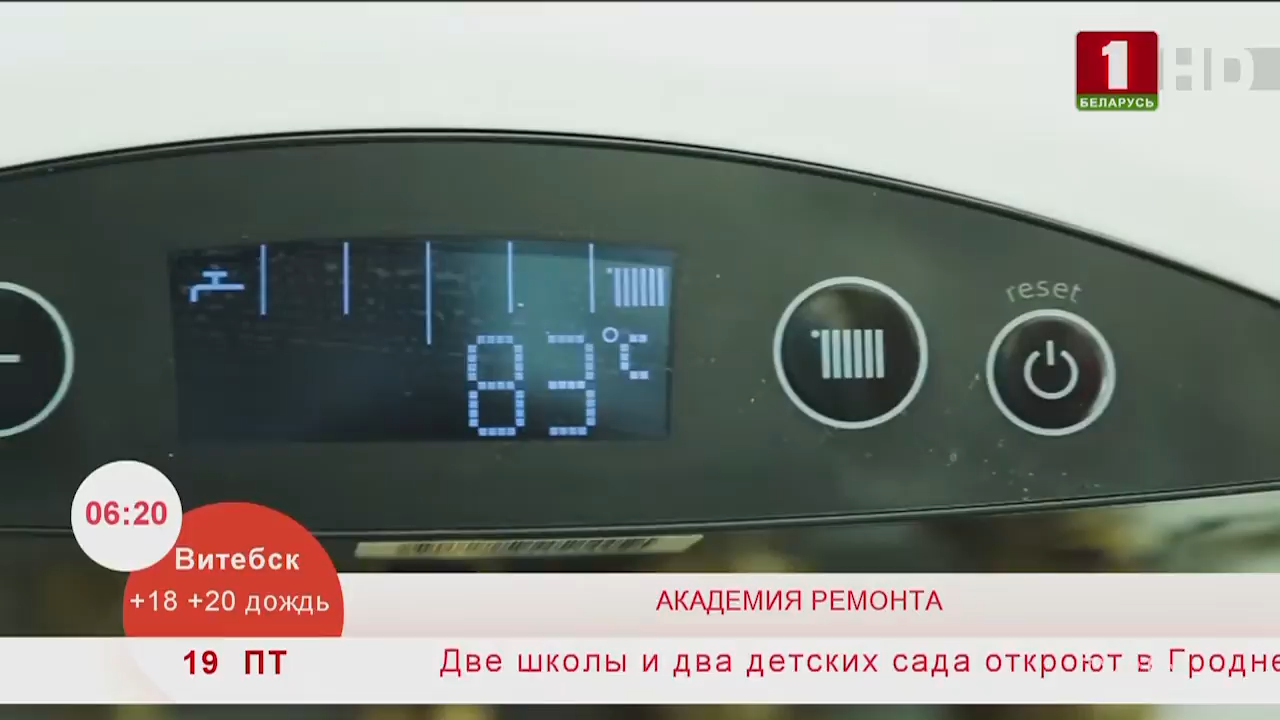 1 HD
БЕЛАРУСЬ
reset
83°C
06:20
Витебск
+18 +20 дождь
АКАДЕМИЯ РЕМОНТА
19 ПТ
Две школы и два детских сада откроют в Гродне